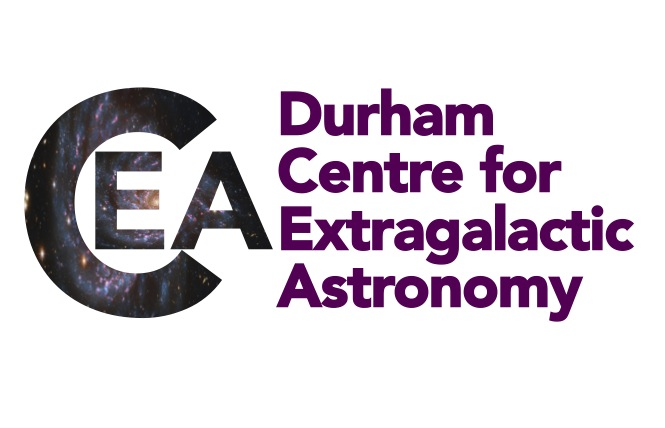 CEA
Durham
Centre for
Extragalactic
Astronomy